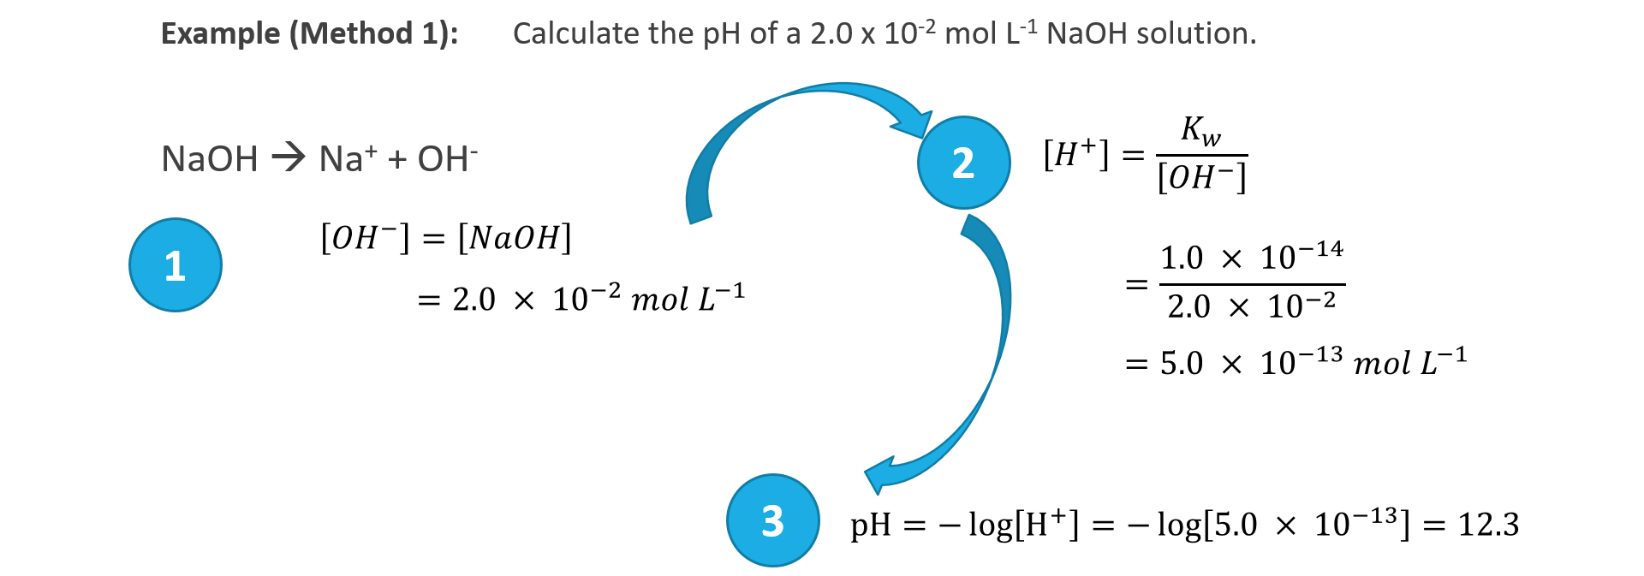 Example (Method 1): Calculate the pH of a 2.0 x 10⁻² mol L⁻¹ NaOH solution.
NaOH → Na⁺ + OH⁻
1
[OH⁻] = [NaOH]
= 2.0 × 10⁻² mol L⁻¹
2
[H⁺] = K_w / [OH⁻]
= 1.0 × 10⁻¹⁴ / 2.0 × 10⁻²
= 5.0 × 10⁻¹³ mol L⁻¹
3
pH = − log[H⁺] = − log[5.0 × 10⁻¹³] = 12.3